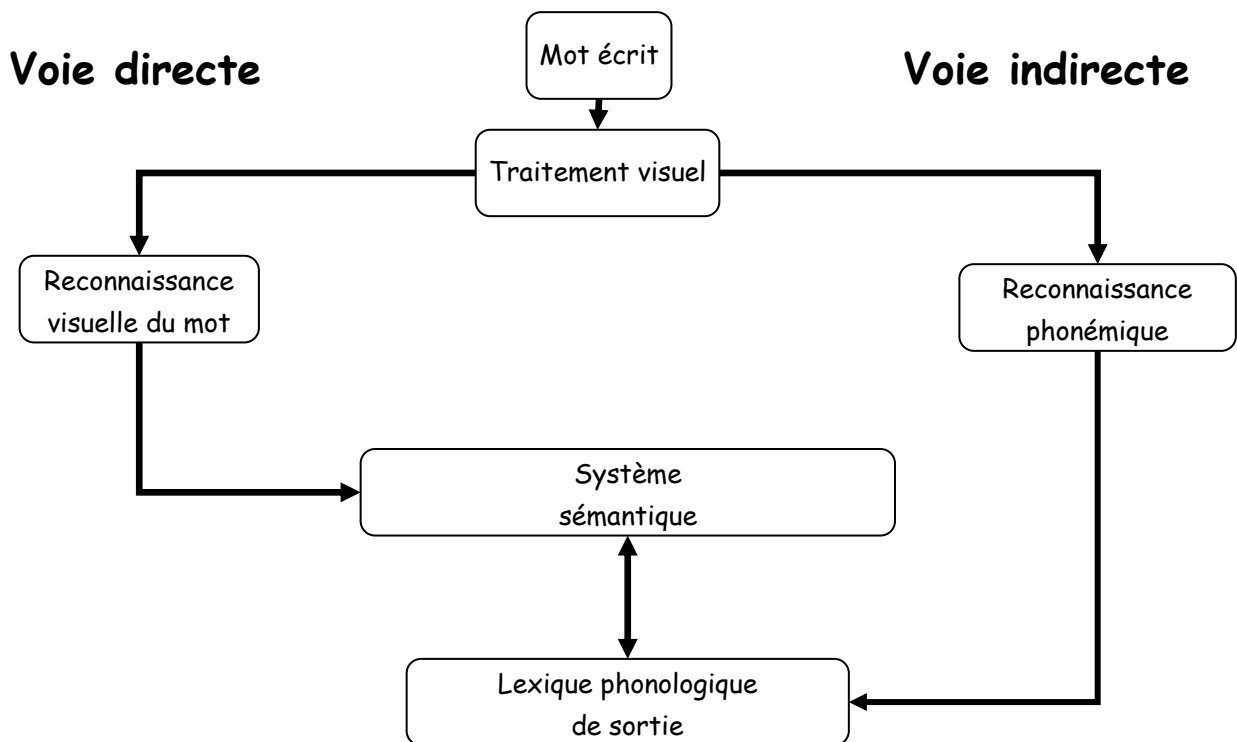 Mot écrit
Voie directe
Voie indirecte
Traitement visuel
Reconnaissance
visuelle du mot
Reconnaissance
phonémique
Système
sémantique
Lexique phonologique
de sortie